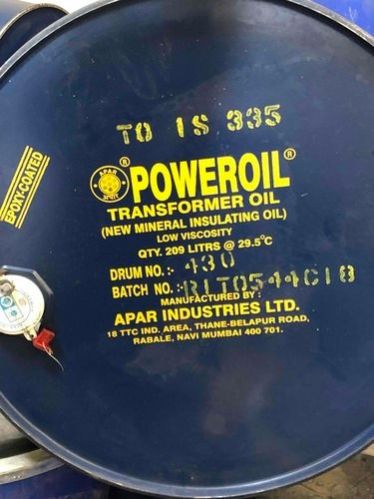 TO IS 335
EPOXY-COATED
APAR
POWEROIL®
TRANSFORMER OIL
(NEW MINERAL INSULATING OIL)
LOW VISCOSITY
QTY. 209 LITRS @ 29.5°C
DRUM NO.:- 430
BATCH NO.:- R1T0544C18
MANUFACTURED BY:
APAR INDUSTRIES LTD.
18 TTC IND. AREA, THANE-BELAPUR ROAD,
RABALE, NAVI MUMBAI 400 701.